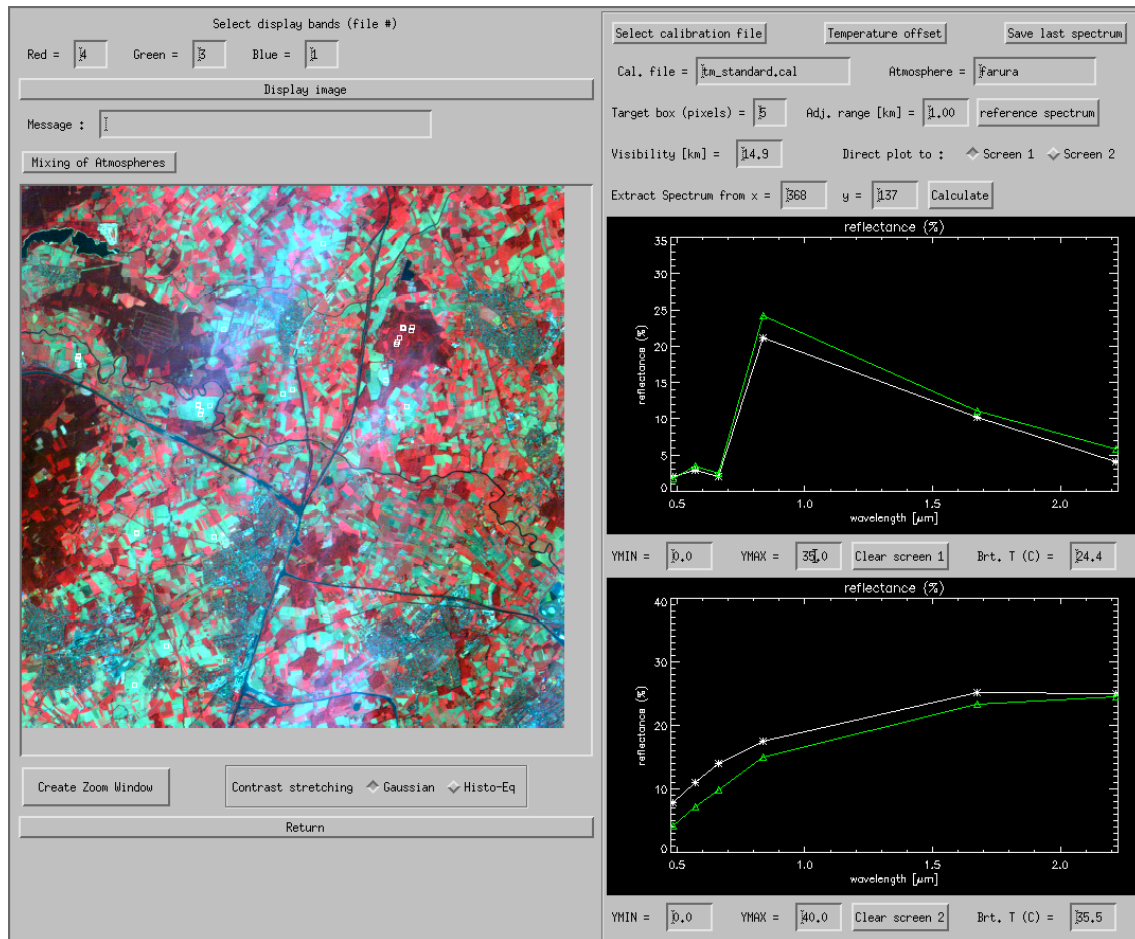 Select display bands (file #)
Red = 4 Green = 3 Blue = 1
Display image
Message :
Mixing of Atmospheres
Create Zoom Window
Contrast stretching Gaussian Histo-Eq
Return
Select calibration file Temperature offset Save last spectrum
Cal. file = tm_standard.cal Atmosphere = farura
Target box (pixels) = 5 Adj. range [km] = 1.00 reference spectrum
Visibility [km] = 14.9 Direct plot to : Screen 1 Screen 2
Extract Spectrum from x = 368 y = 137 Calculate
reflectance (%)
35
30
25
20
15
10
5
0
reflectance (%)
0.5 1.0 1.5 2.0
wavelength [μm]
YMIN = 0.0 YMAX = 35.0 Clear screen 1 Brt. T (C) = 24.4
reflectance (%)
40
30
20
10
0
reflectance (%)
0.5 1.0 1.5 2.0
wavelength [μm]
YMIN = 0.0 YMAX = 40.0 Clear screen 2 Brt. T (C) = 35.5